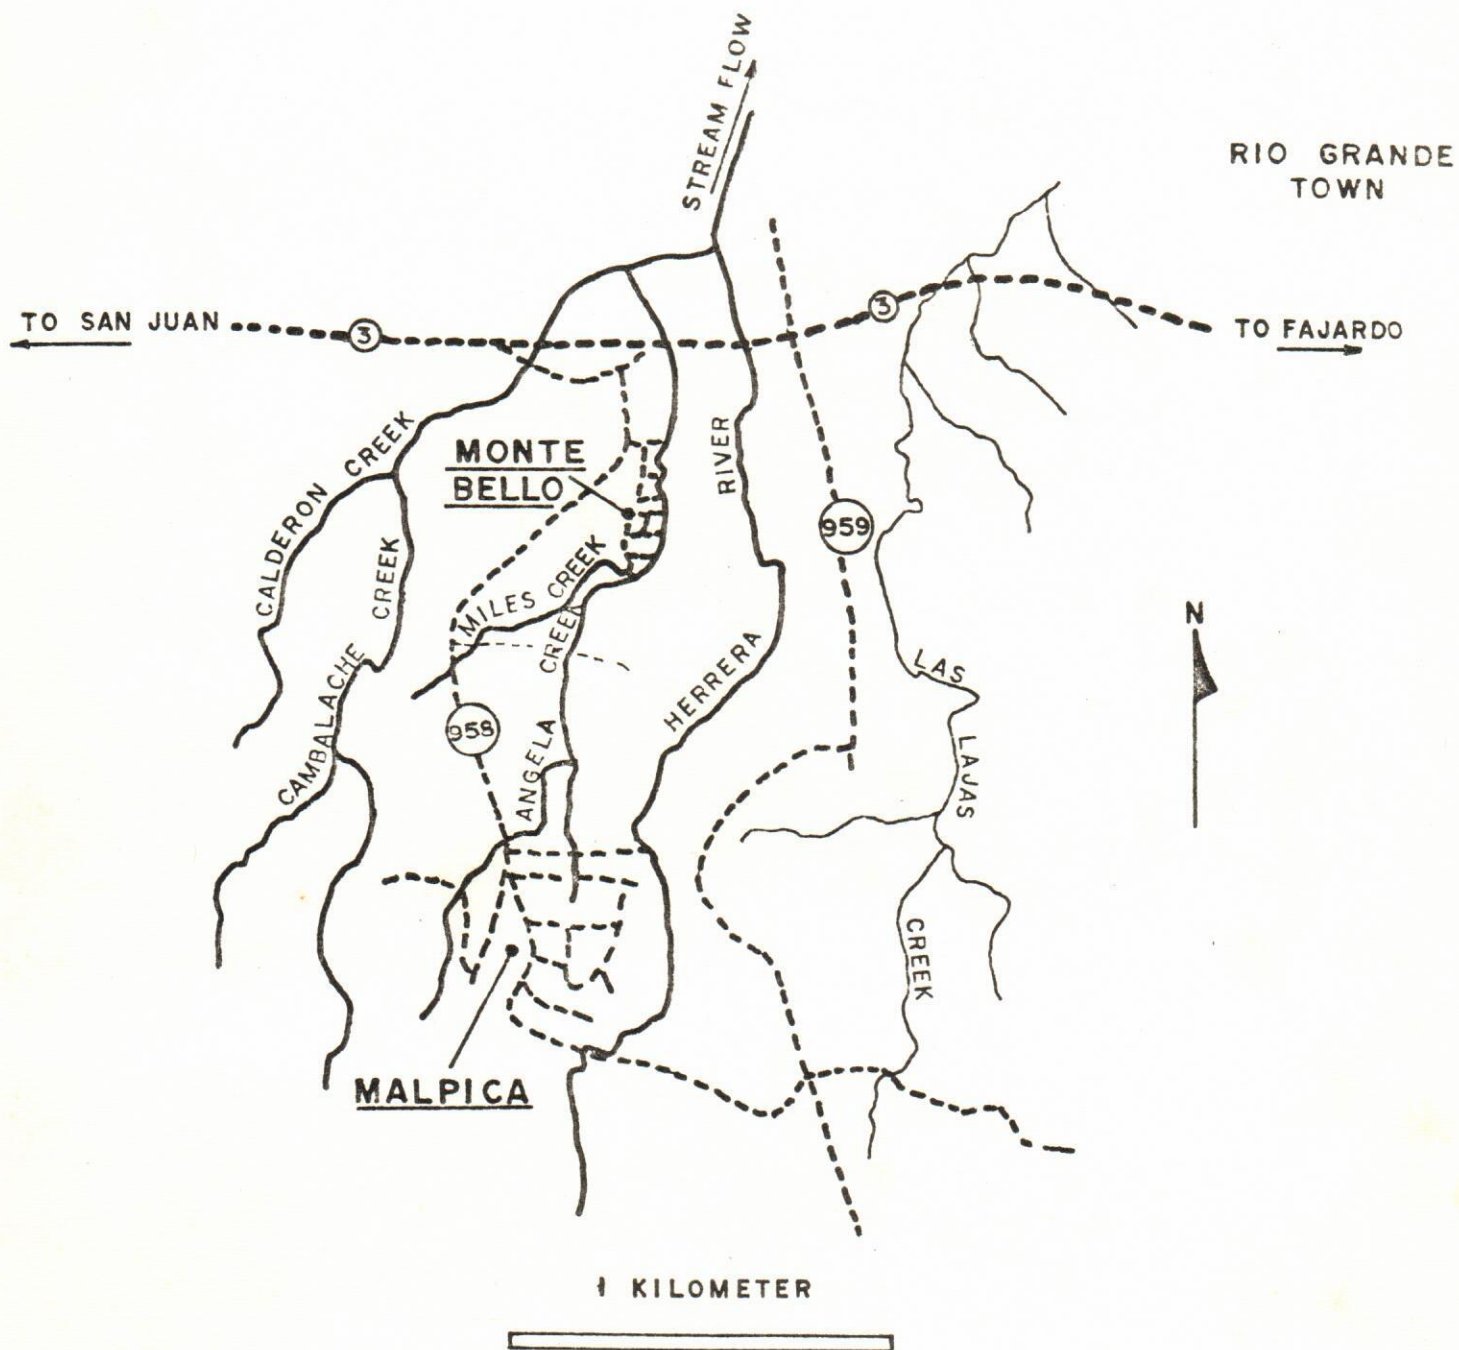 STREAM FLOW
RIO GRANDE
TOWN
TO SAN JUAN
3
3
TO FAJARDO
CALDERON CREEK
MONTE
BELLO
RIVER
959
CREEK
MILES CREEK
CREEK
N
CAMBALACHE
HERRERA
LAS
958
ANGELA
LAJAS
CREEK
MALPICA
1 KILOMETER